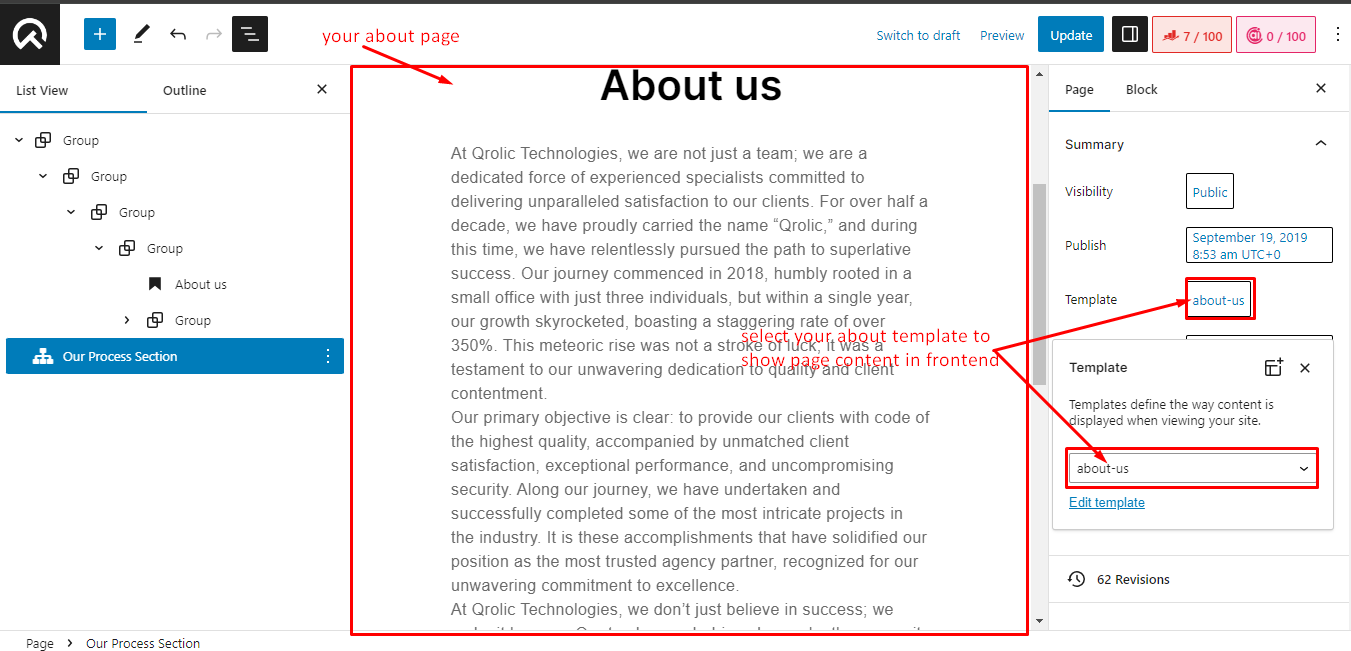 your about page
Switch to draft
Preview
Update
7 / 100
0 / 100
List View
Outline
Group
Group
Group
Group
About us
Group
Our Process Section
About us
At Qrolic Technologies, we are not just a team; we are a
dedicated force of experienced specialists committed to
delivering unparalleled satisfaction to our clients. For over half a
decade, we have proudly carried the name “Qrolic,” and during
this time, we have relentlessly pursued the path to superlative
success. Our journey commenced in 2018, humbly rooted in a
small office with just three individuals, but within a single year,
our growth skyrocketed, boasting a staggering rate of over
350%. This meteoric rise was not a stroke of luck; it was a
testament to our unwavering dedication to quality and client
contentment.
Our primary objective is clear: to provide our clients with code of
the highest quality, accompanied by unmatched client
satisfaction, exceptional performance, and uncompromising
security. Along our journey, we have undertaken and
successfully completed some of the most intricate projects in
the industry. It is these accomplishments that have solidified our
position as the most trusted agency partner, recognized for our
unwavering commitment to excellence.
At Qrolic Technologies, we don’t just believe in success; we
select your about template to
show page content in frontend
Page
Block
Summary
Visibility
Public
Publish
September 19, 2019
8:53 am UTC+0
Template
about-us
Template
Templates define the way content is
displayed when viewing your site.
about-us
Edit template
62 Revisions
Page
Our Process Section